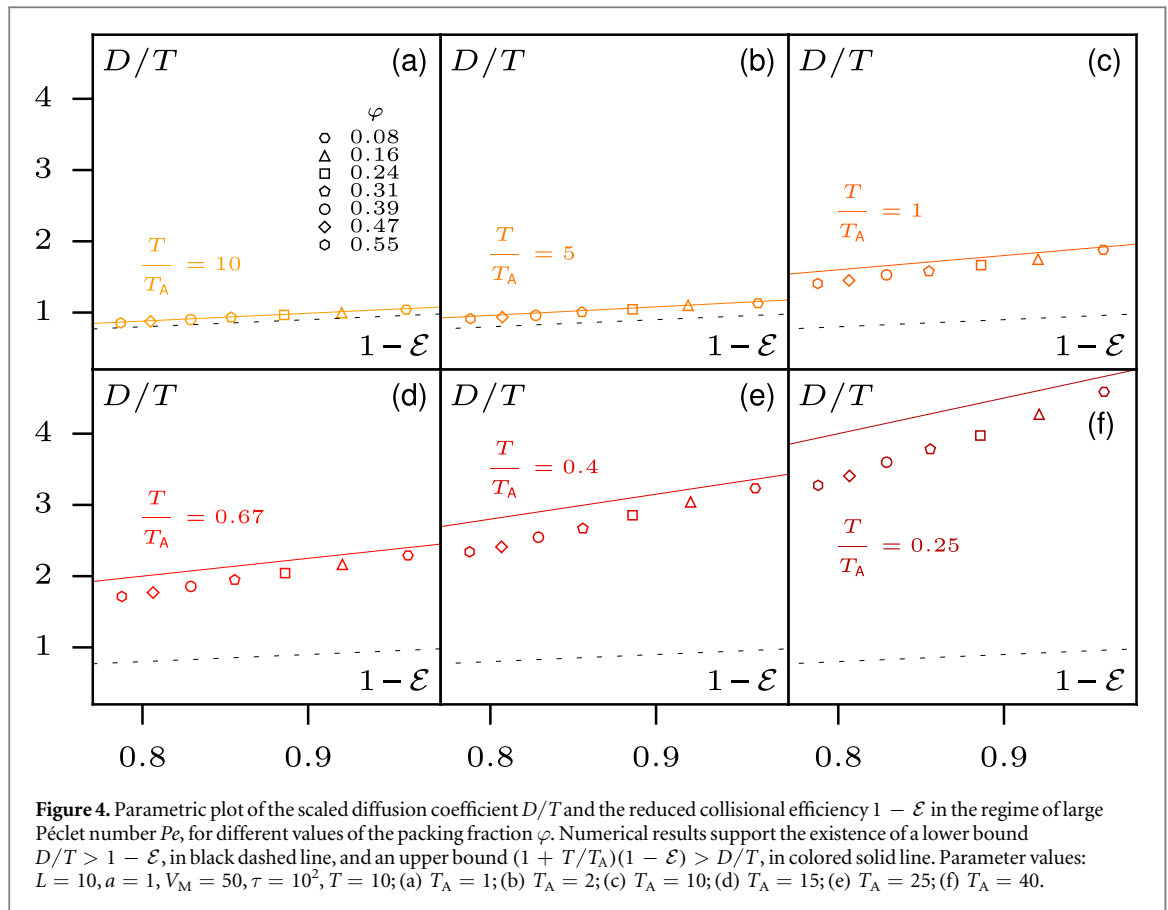 D/T (a)
4
3
2
1
φ
0.08
0.16
0.24
0.31
0.39
0.47
0.55
T/T_A = 10
1 − ℰ
D/T (b)
T/T_A = 5
1 − ℰ
D/T (c)
T/T_A = 1
1 − ℰ
D/T (d)
4
3
2
1
T/T_A = 0.67
1 − ℰ
0.8 0.9
D/T (e)
T/T_A = 0.4
1 − ℰ
0.8 0.9
D/T (f)
T/T_A = 0.25
1 − ℰ
0.8 0.9
Figure 4. Parametric plot of the scaled diffusion coefficient D/T and the reduced collisional efficiency 1 − ℰ in the regime of large
Péclet number Pe, for different values of the packing fraction φ. Numerical results support the existence of a lower bound
D/T > 1 − ℰ, in black dashed line, and an upper bound (1 + T/T_A)(1 − ℰ) > D/T, in colored solid line. Parameter values:
L = 10, a = 1, V_M = 50, τ = 10², T = 10; (a) T_A = 1; (b) T_A = 2; (c) T_A = 10; (d) T_A = 15; (e) T_A = 25; (f) T_A = 40.